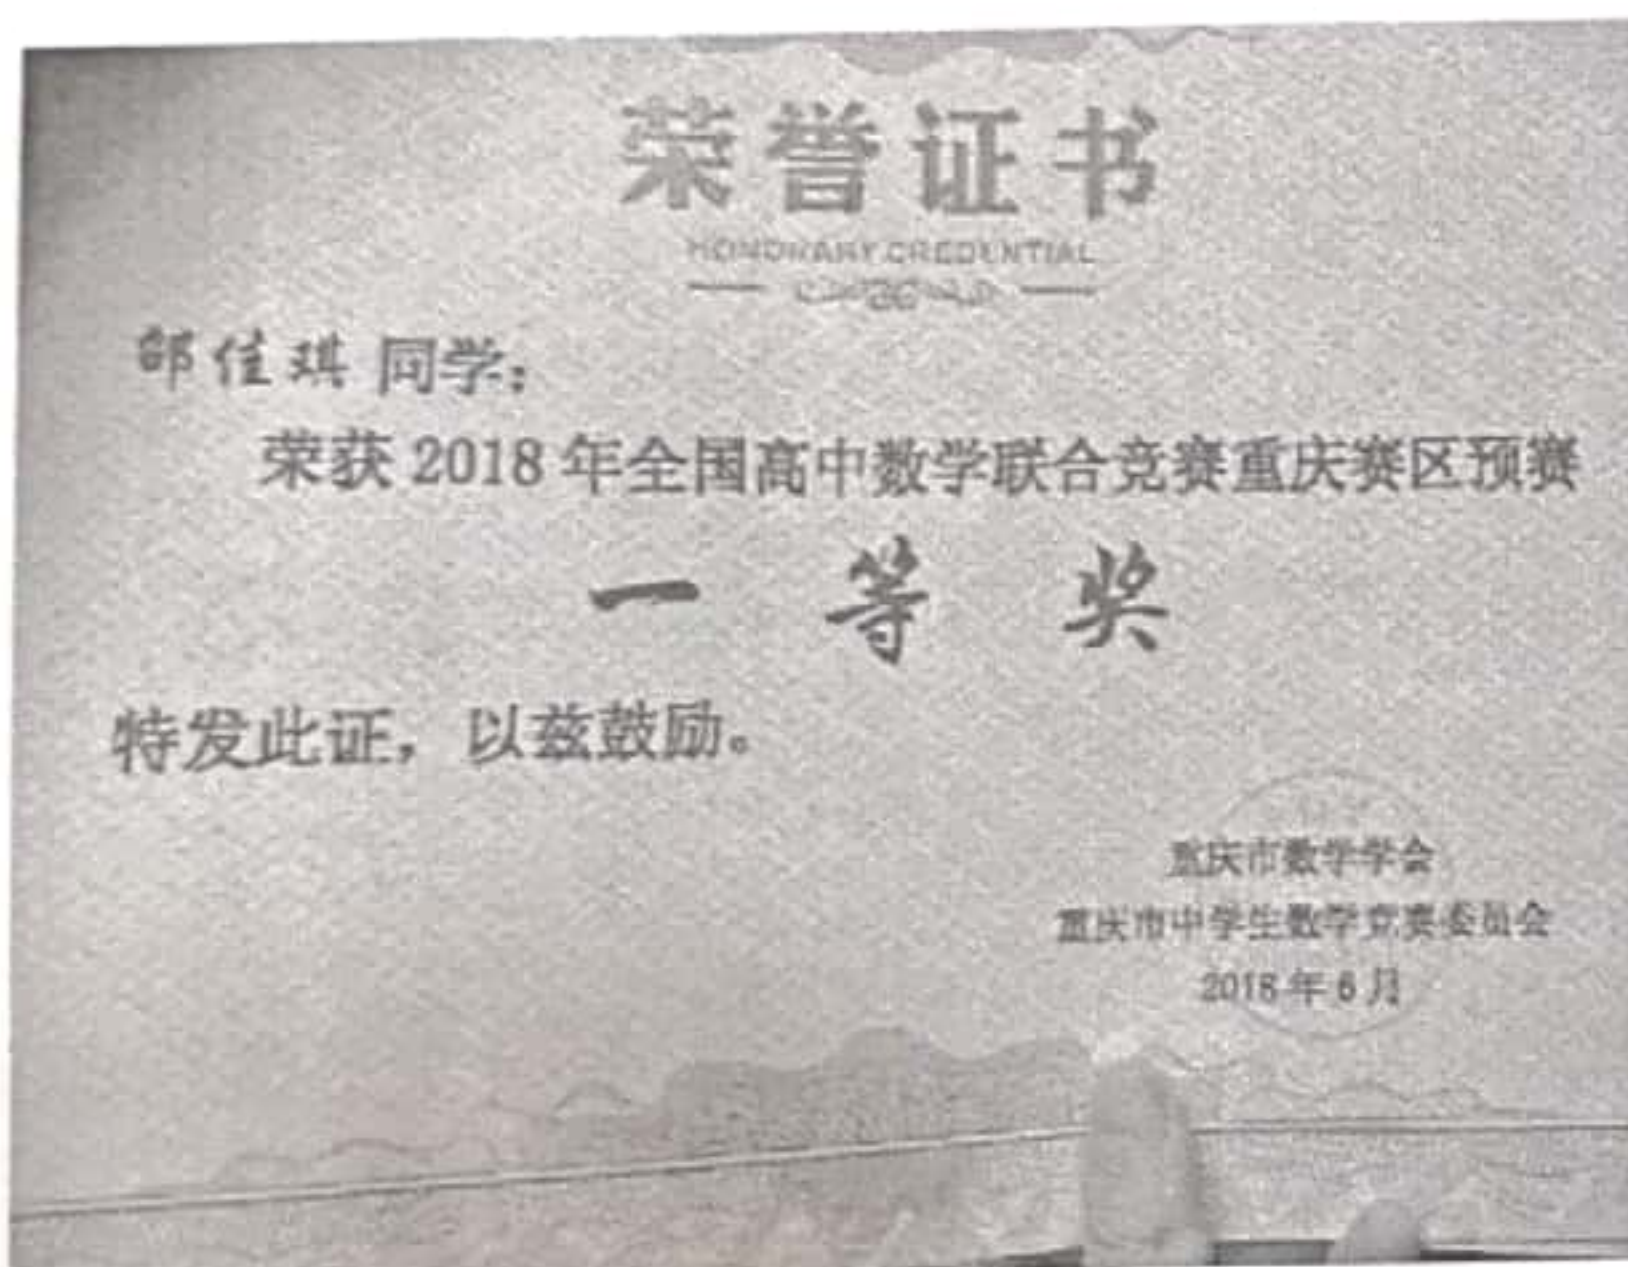 荣誉证书
HONORARY CREDENTIAL
邰佳琪 同学:
荣获 2018 年全国高中数学联合竞赛重庆赛区预赛
一 等 奖
特发此证，以兹鼓励。
重庆市数学学会
重庆市中学生数学竞赛委员会
2018 年 6 月